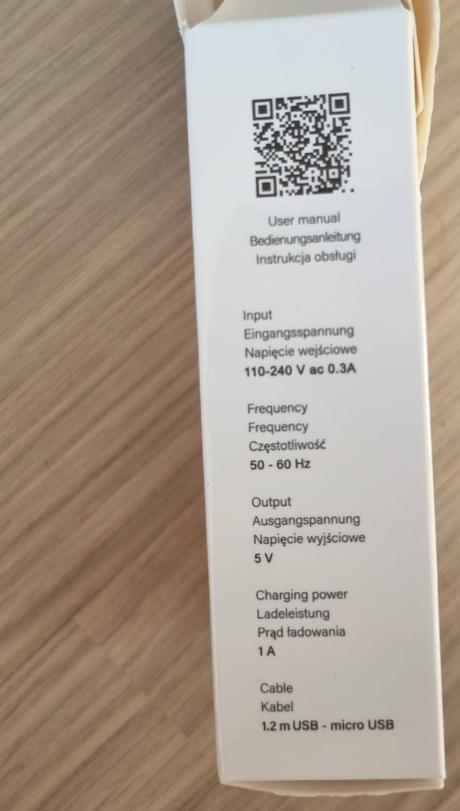 User manual
Bedienungsanleitung
Instrukcja obsługi
Input
Eingangsspannung
Napięcie wejściowe
110-240 V ac 0.3A
Frequency
Frequency
Częstotliwość
50 - 60 Hz
Output
Ausgangspannung
Napięcie wyjściowe
5 V
Charging power
Ladeleistung
Prąd ładowania
1 A
Cable
Kabel
1.2 m USB - micro USB